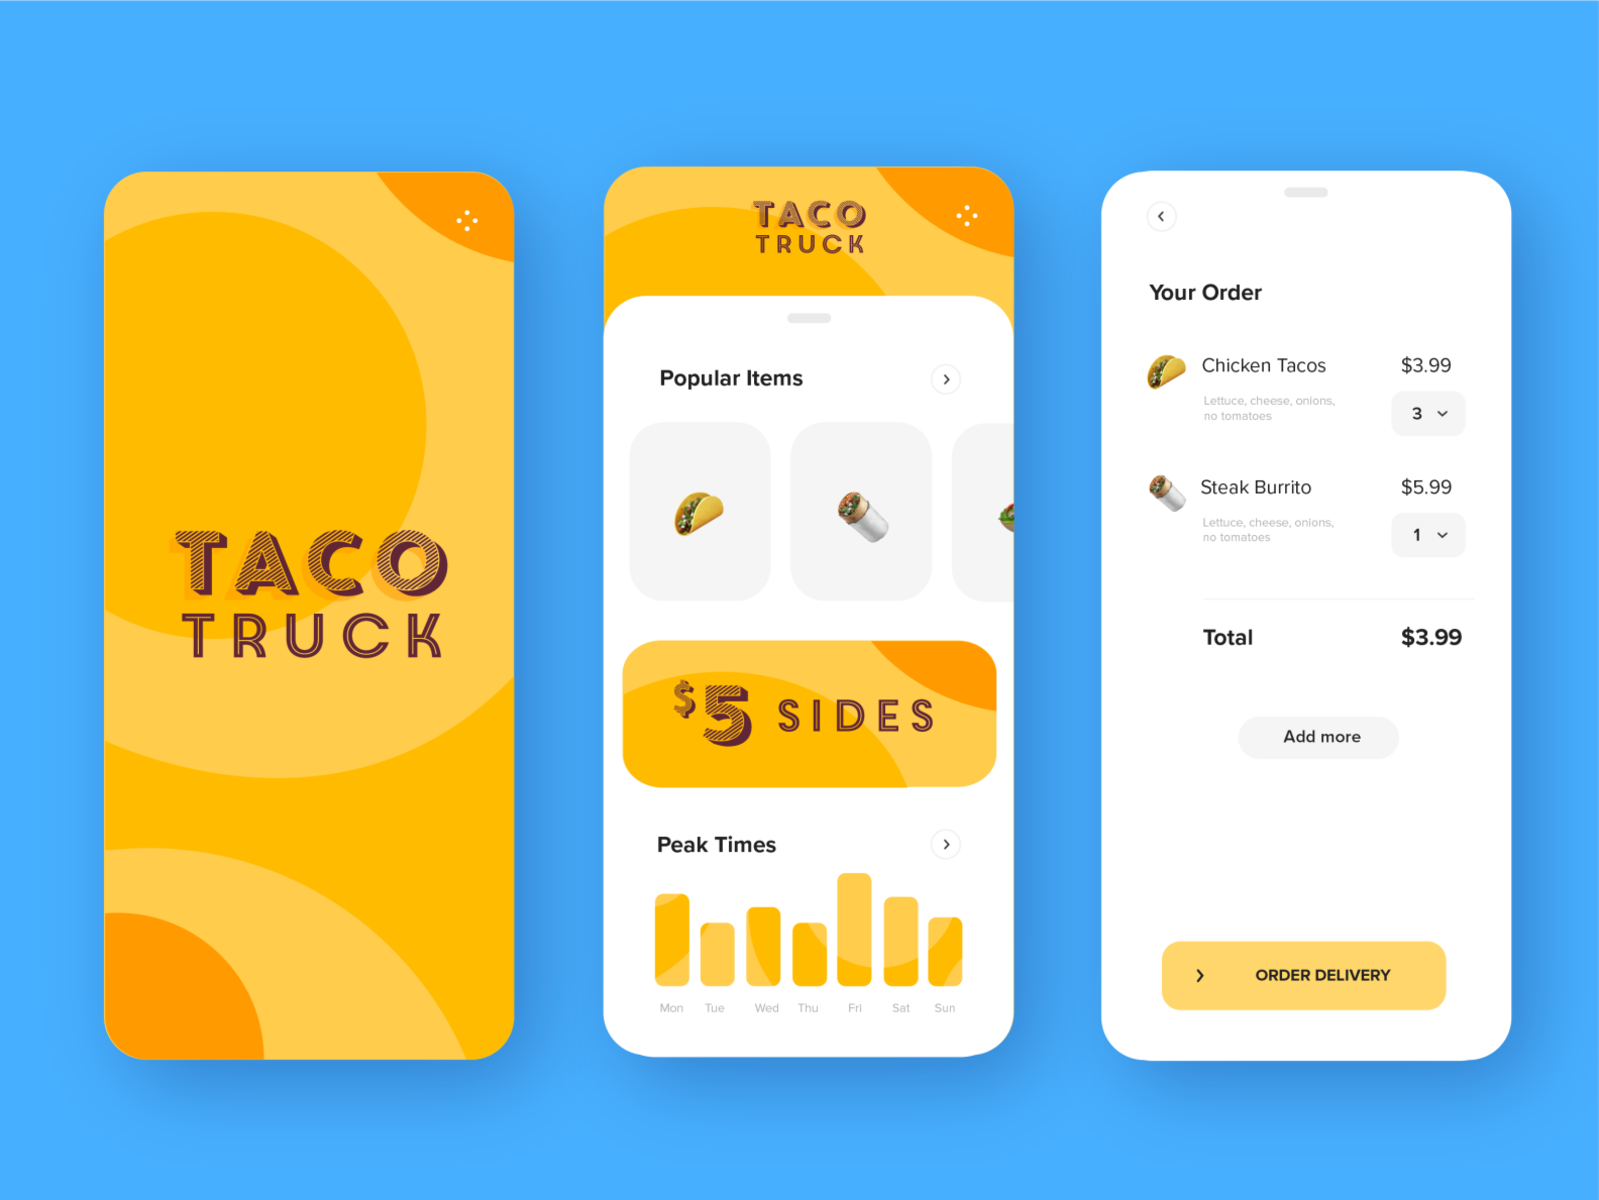 TACO
TRUCK
TACO
TRUCK
Popular Items
$5 SIDES
Peak Times
Mon Tue Wed Thu Fri Sat Sun
Your Order
Chicken Tacos $3.99
Lettuce, cheese, onions,
no tomatoes
3
Steak Burrito $5.99
Lettuce, cheese, onions,
no tomatoes
1
Total $3.99
Add more
ORDER DELIVERY